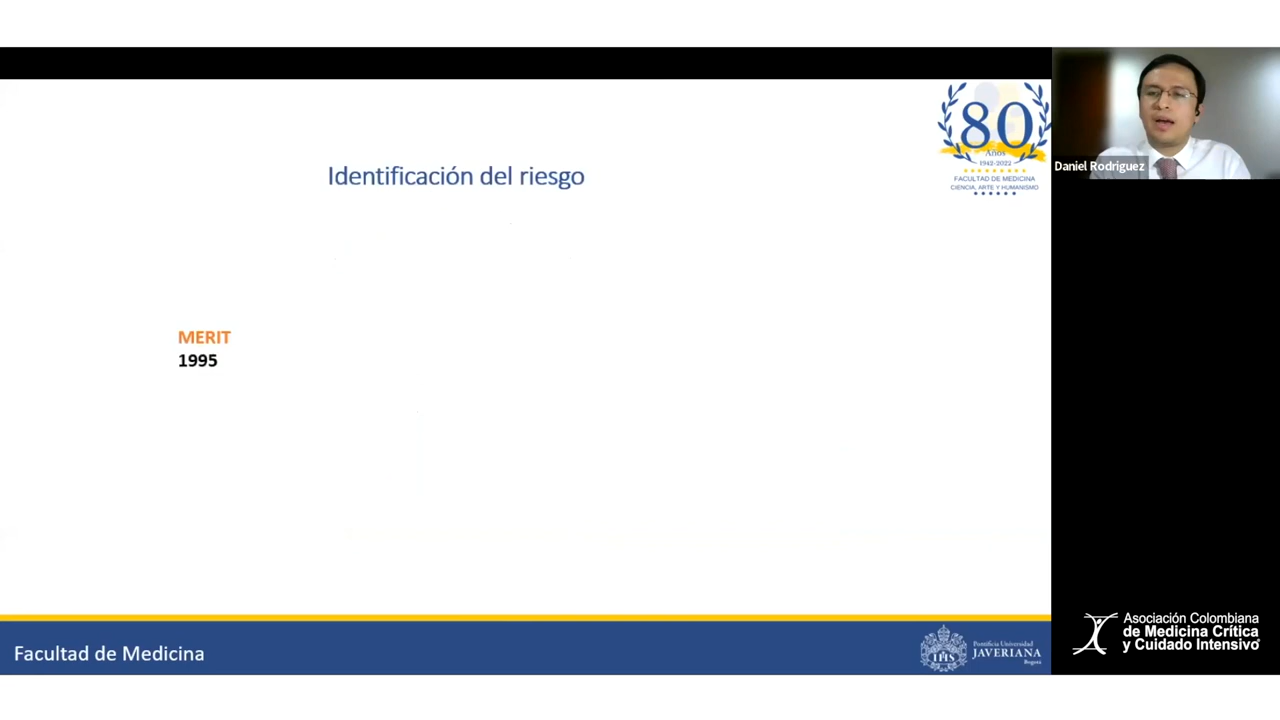 Identificación del riesgo
MERIT
1995
80
Años
1942-2022
FACULTAD DE MEDICINA
CIENCIA, ARTE Y HUMANISMO
Daniel Rodriguez
Facultad de Medicina
IHS
Pontificia Universidad
JAVERIANA
Bogotá
Asociación Colombiana
de Medicina Crítica
y Cuidado Intensivo